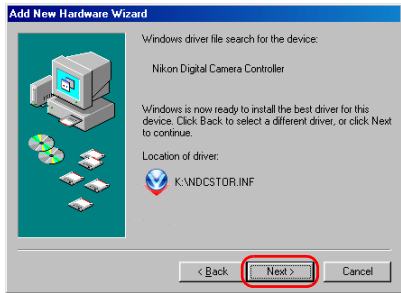 Add New Hardware Wizard
Windows driver file search for the device:
Nikon Digital Camera Controller
Windows is now ready to install the best driver for this
device. Click Back to select a different driver, or click Next
to continue.
Location of driver:
K:\NDCSTOR.INF
< Back
Next >
Cancel